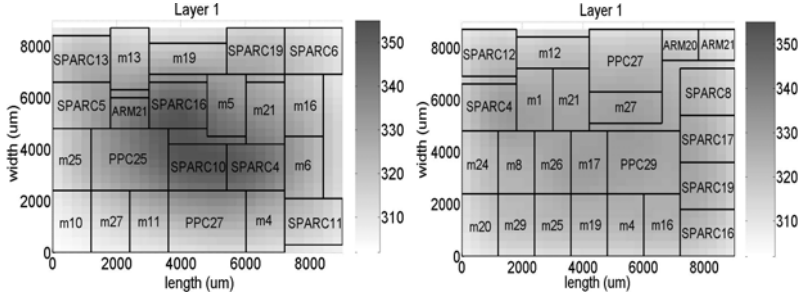 Layer 1
8000
6000
4000
2000
0
width (um)
SPARC13
m13
m19
SPARC19
SPARC6
SPARC5
ARM21
SPARC16
m5
m21
m16
m25
PPC25
SPARC10
SPARC4
m6
m10
m27
m11
PPC27
m4
SPARC11
0 2000 4000 6000 8000
length (um)
350
340
330
320
310
Layer 1
8000
6000
4000
2000
0
width (um)
SPARC12
m12
PPC27
ARM20
ARM21
SPARC4
m1
m21
m27
SPARC8
SPARC17
m24
m8
m26
m17
PPC29
SPARC19
m20
m29
m25
m19
m4
m16
SPARC16
0 2000 4000 6000 8000
length (um)
350
340
330
320
310